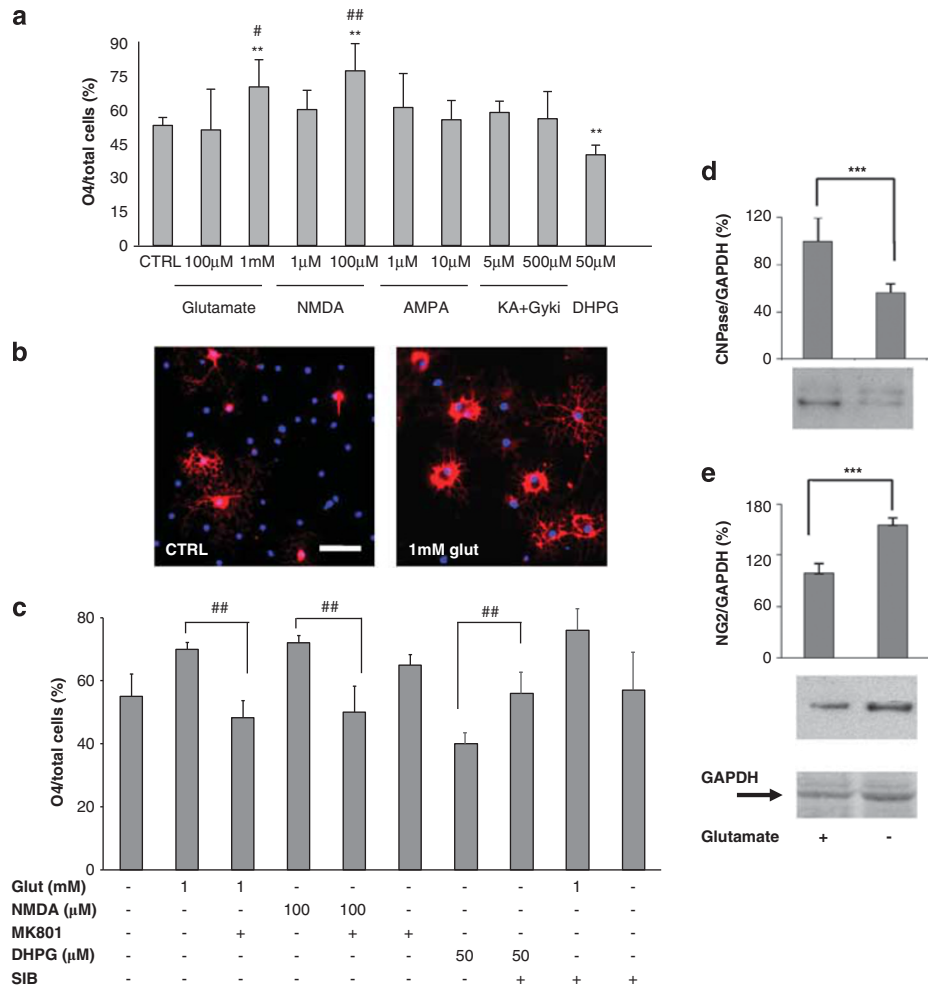 a
O4/total cells (%)
90
75
60
45
30
15
0
#
**
##
**
**
CTRL 100μM 1mM 1μM 100μM 1μM 10μM 5μM 500μM 50μM
Glutamate NMDA AMPA KA+Gyki DHPG
b
CTRL
1mM glut
c
O4/total cells (%)
80
60
40
20
0
##
##
##
Glut (mM) - 1 1 - - - - - 1 -
NMDA (μM) - - - 100 100 - - - - -
MK801 - - + - + + - - - -
DHPG (μM) - - - - - - 50 50 - -
SIB - - - - - - - + + +
d
***
CNPase/GAPDH (%)
120
80
40
0
e
***
NG2/GAPDH (%)
180
120
60
0
GAPDH
Glutamate + -